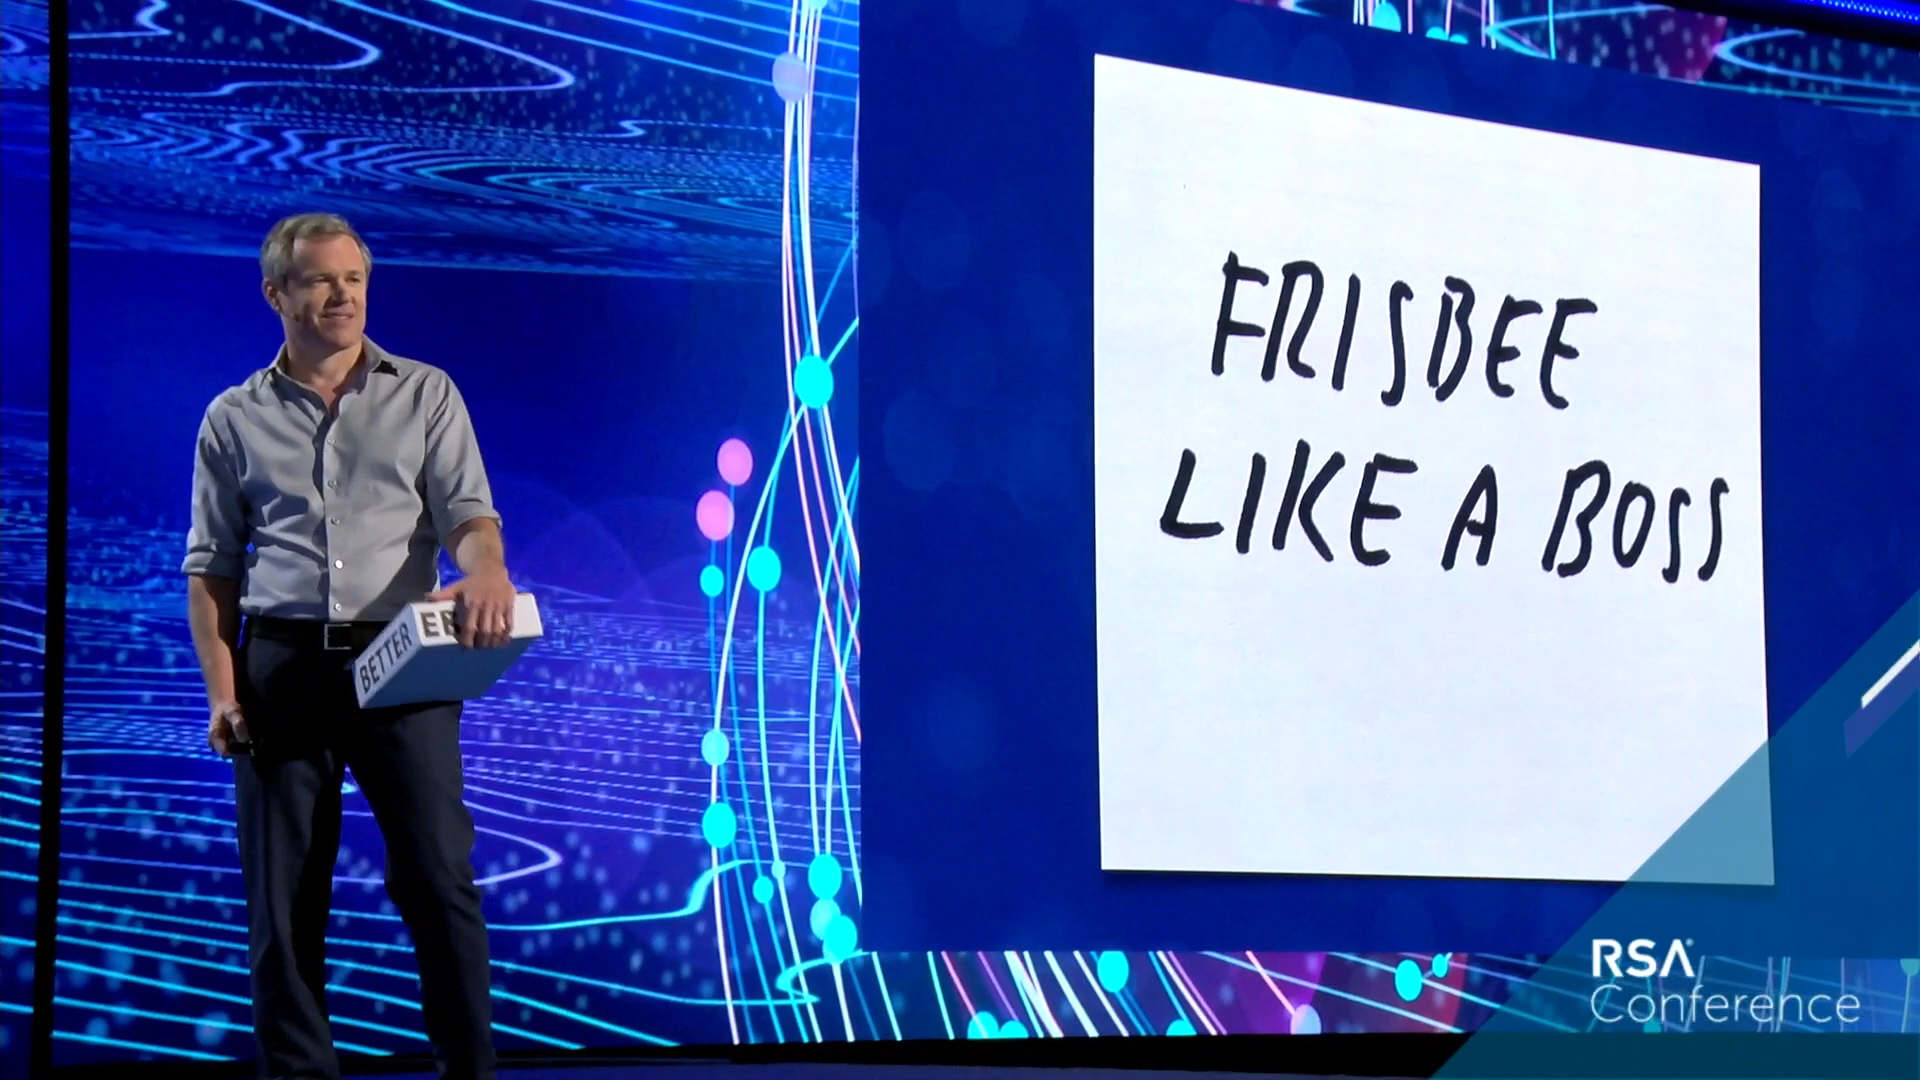 FRISBEE
LIKE A BOSS
BETTER
RSA
Conference